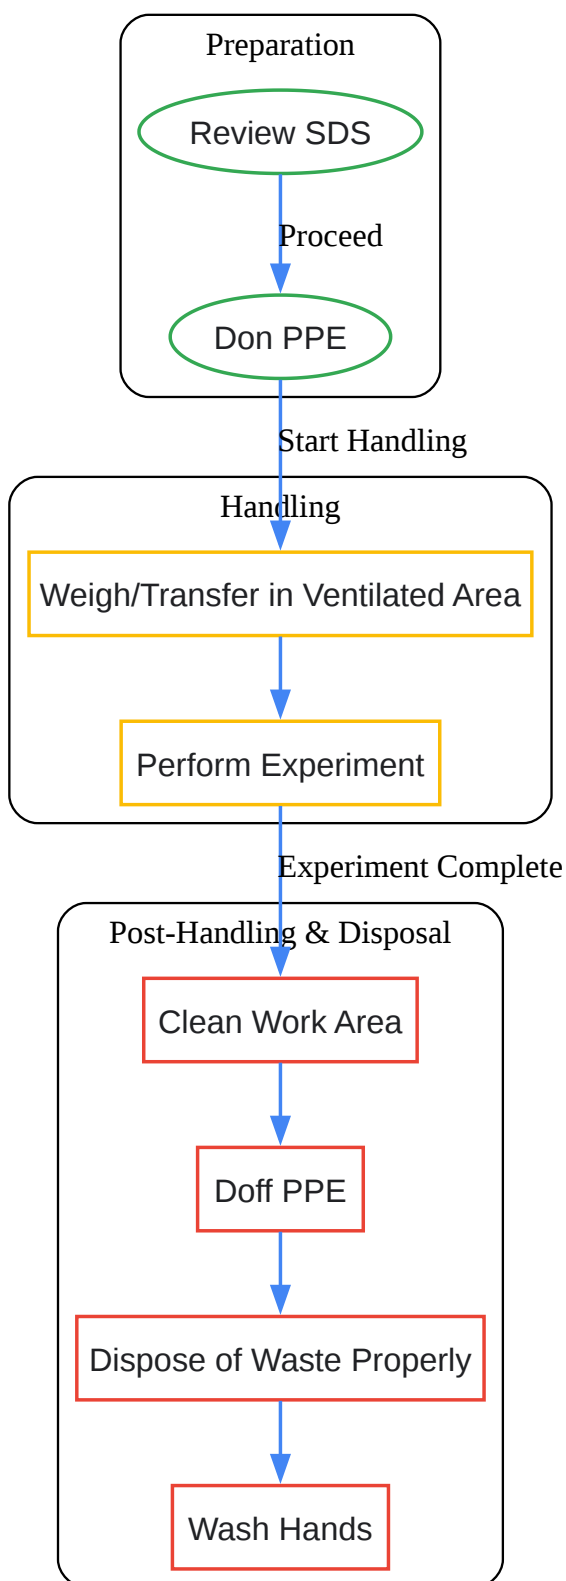 Preparation
Review SDS
Proceed
Don PPE
Start Handling
Handling
Weigh/Transfer in Ventilated Area
Perform Experiment
Experiment Complete
Post-Handling & Disposal
Clean Work Area
Doff PPE
Dispose of Waste Properly
Wash Hands